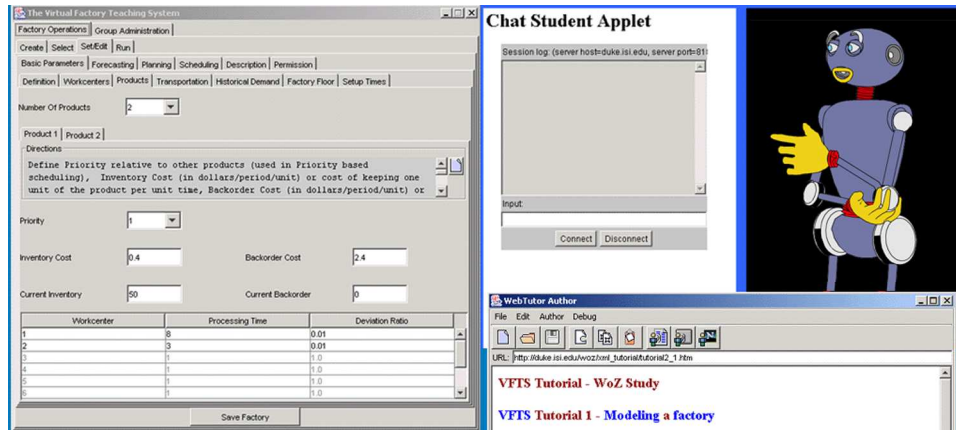 The Virtual Factory Teaching System
Factory Operations Group Administration
Create Select Set/Edit Run
Basic Parameters Forecasting Planning Scheduling Description Permission
Definition Workcenters Products Transportation Historical Demand Factory Floor Setup Times
Number Of Products 2
Product 1 Product 2
Directions
Define Priority relative to other products (used in Priority based
scheduling), Inventory Cost (in dollars/period/unit) or cost of keeping one
unit of the product per unit time, Backorder Cost (in dollars/period/unit) or
Priority 1
Inventory Cost 0.4 Backorder Cost 2.4
Current Inventory 50 Current Backorder 0
Workcenter Processing Time Deviation Ratio
1 8 0.01
2 3 0.01
3 1 1.0
4 1 1.0
5 1 1.0
6 1 1.0
Save Factory
Chat Student Applet
Session log: (server host=duke.isi.edu, server port=81
Input:
Connect Disconnect
WebTutor Author
File Edit Author Debug
URL: http://duke.isi.edu/woz/xml_tutorial/tutorial2_1.htm
VFTS Tutorial - WoZ Study
VFTS Tutorial 1 - Modeling a factory